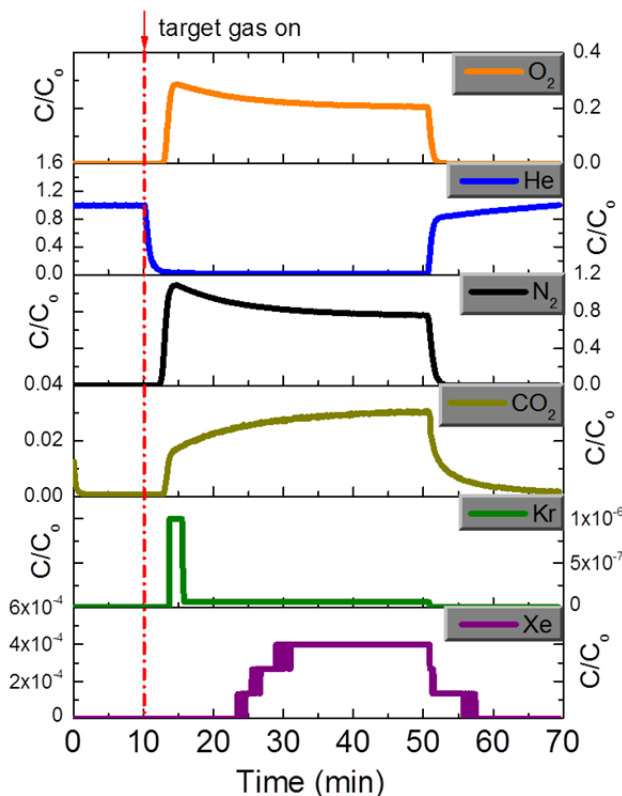 target gas on
C/Cₒ
O₂
0.4
0.2
0.0
1.6
1.2
0.8
0.4
0.0
He
C/Cₒ
C/Cₒ
N₂
1.2
0.8
0.4
0.0
0.04
0.02
0.00
CO₂
C/Cₒ
C/Cₒ
Kr
1x10⁻⁶
5x10⁻⁷
0
6x10⁻⁴
4x10⁻⁴
2x10⁻⁴
0
Xe
C/Cₒ
0 10 20 30 40 50 60 70
Time (min)